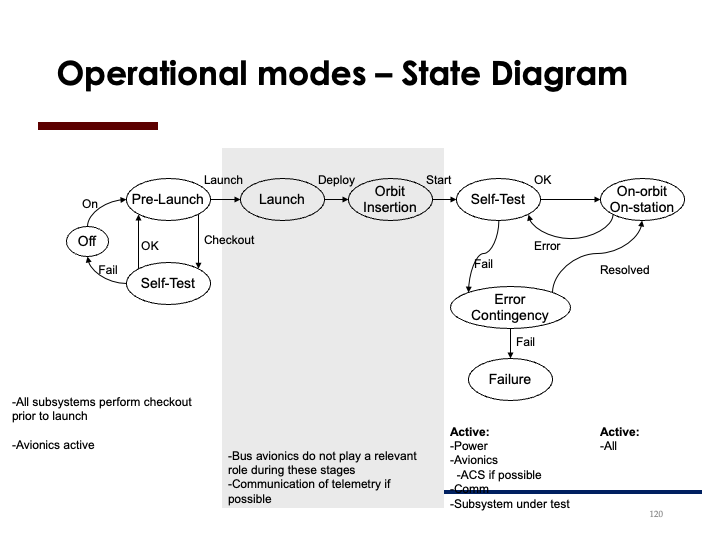 Operational modes – State Diagram
Launch
Deploy
Start
OK
On
Pre-Launch
Launch
Orbit
Insertion
Self-Test
On-orbit
On-station
Off
OK
Checkout
Error
Fail
Self-Test
Fail
Resolved
Error
Contingency
Fail
Failure
-All subsystems perform checkout
prior to launch
-Avionics active
-Bus avionics do not play a relevant
role during these stages
-Communication of telemetry if
possible
Active:
-Power
-Avionics
-ACS if possible
-Comm
-Subsystem under test
Active:
-All
120